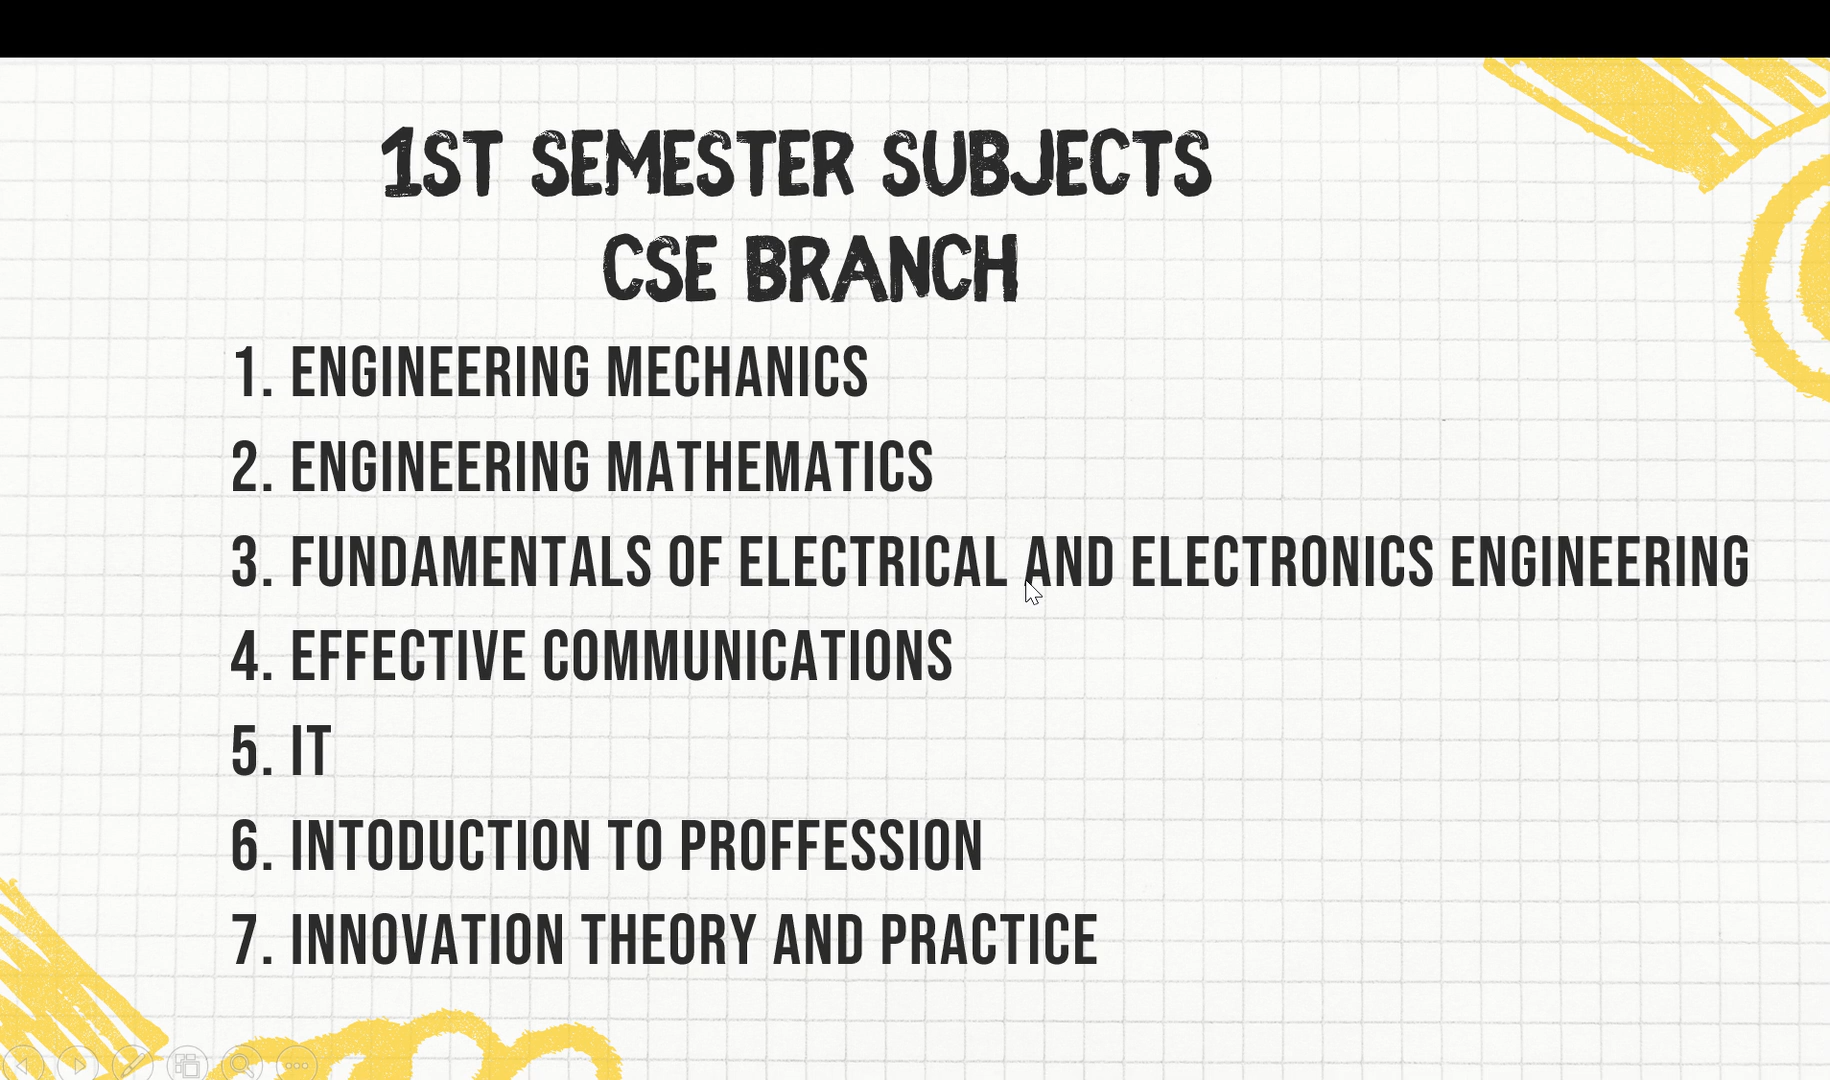 1ST SEMESTER SUBJECTS
CSE BRANCH
1. ENGINEERING MECHANICS
2. ENGINEERING MATHEMATICS
3. FUNDAMENTALS OF ELECTRICAL AND ELECTRONICS ENGINEERING
4. EFFECTIVE COMMUNICATIONS
5. IT
6. INTODUCTION TO PROFFESSION
7. INNOVATION THEORY AND PRACTICE